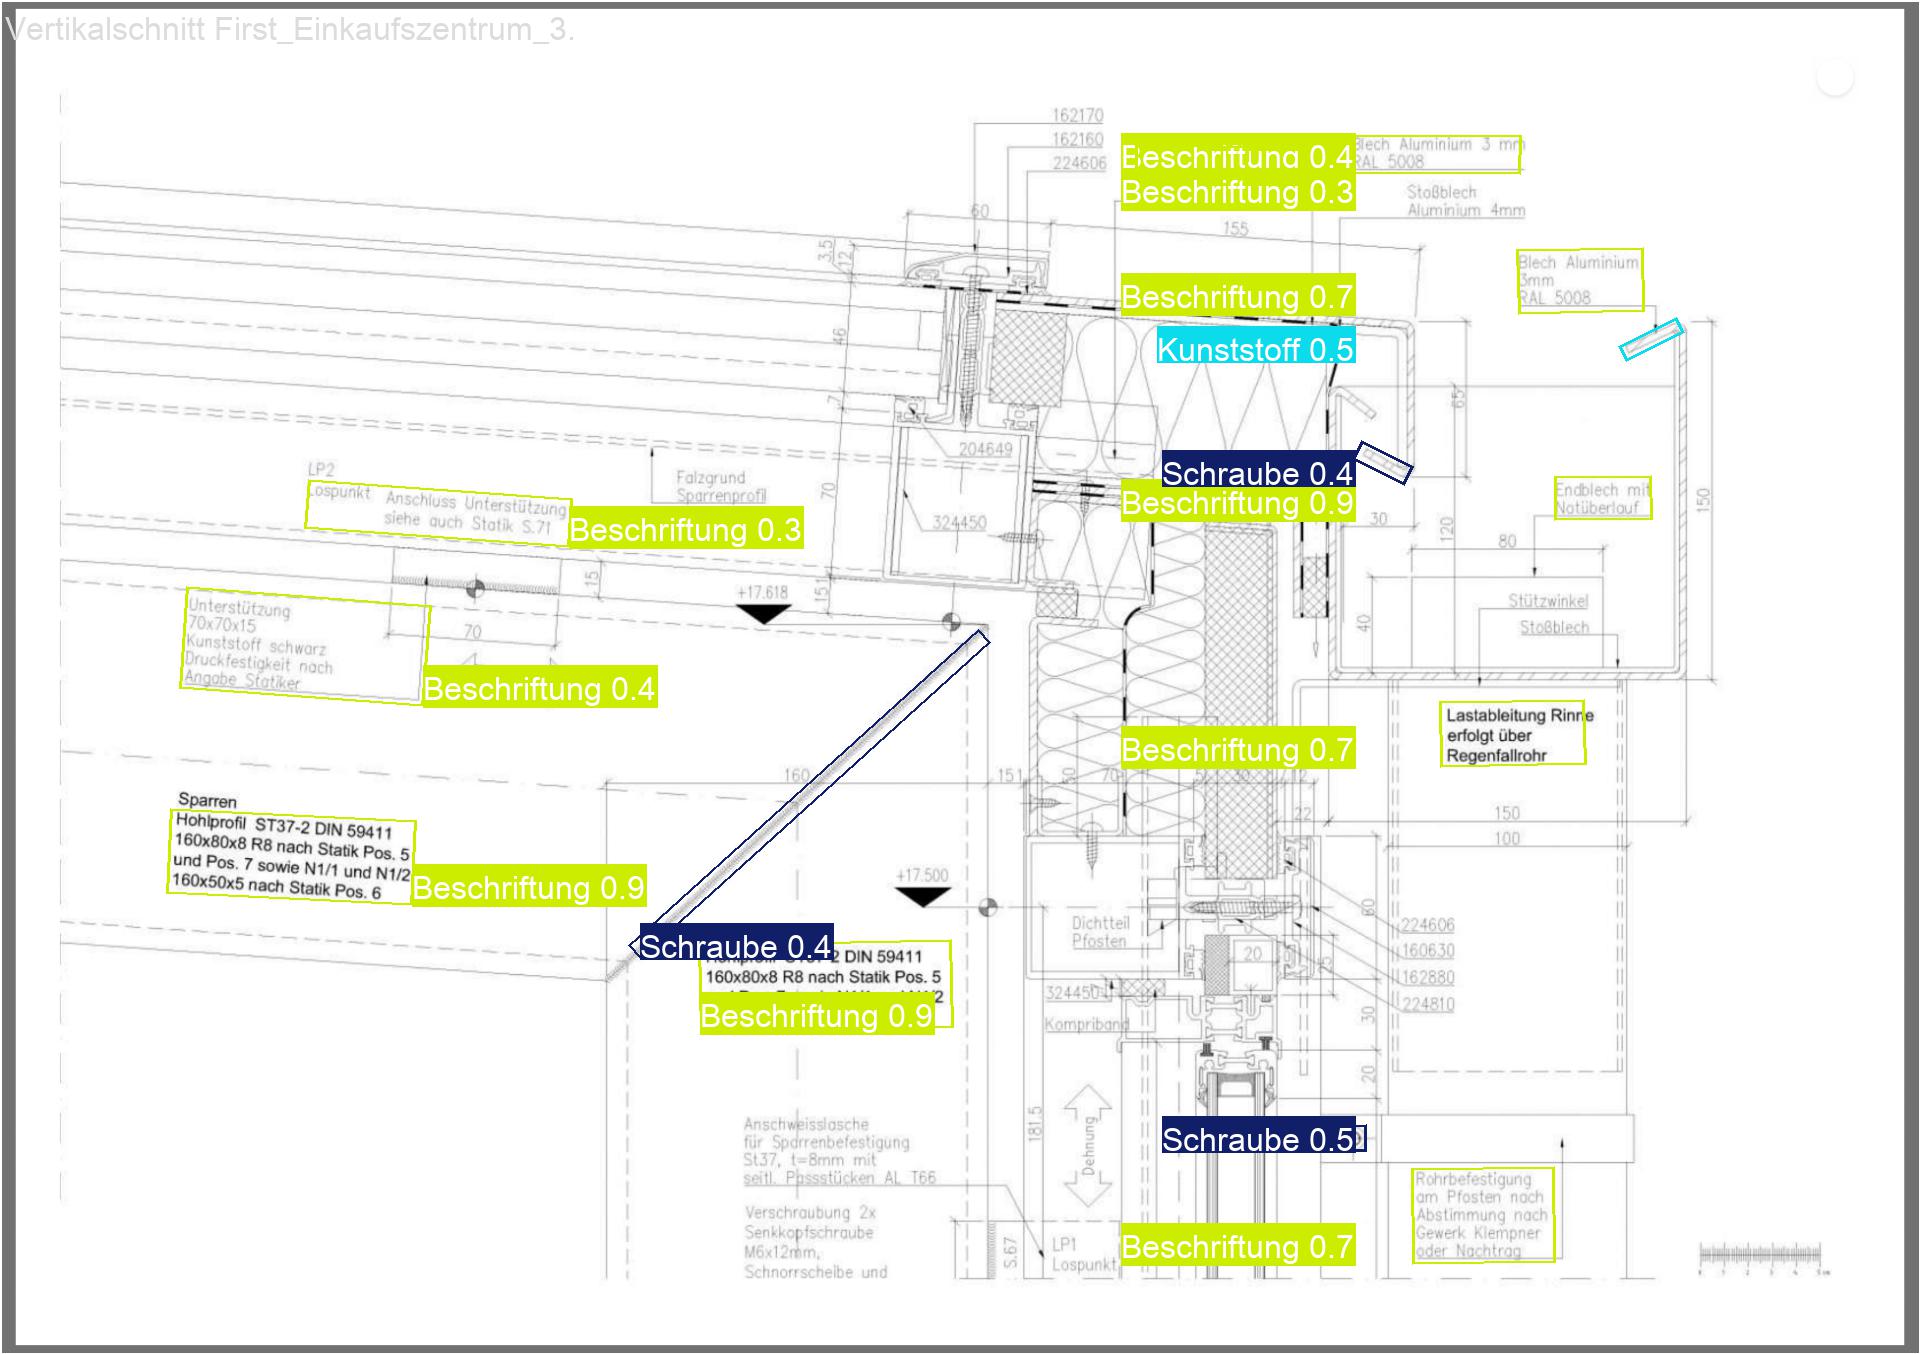 Vertikalschnitt First_Einkaufszentrum_3.
162170
162160
224606
Beschriftung 0.4
Beschriftung 0.3
Blech Aluminium 3 mm
RAL 5008
Stoßblech
Aluminium 4mm
60
155
3,5
12
Beschriftung 0.7
Kunststoff 0.5
Blech Aluminium
3mm
RAL 5008
46
7
65
204649
LP2
Lospunkt Anschluss Unterstützung
siehe auch Statik S.71
Beschriftung 0.3
Falzgrund
Sparrenprofil
70
324450
Schraube 0.4
Beschriftung 0.9
30
120
150
Endblech mit
Notüberlauf
80
15
15
+17.618
Unterstützung
70x70x15
Kunststoff schwarz
Druckfestigkeit nach
Angabe Statiker
70
Beschriftung 0.4
40
Stützwinkel
Stoßblech
Lastableitung Rinne
erfolgt über
Regenfallrohr
Beschriftung 0.7
160
15
70
22
150
100
Sparren
Hohlprofil ST37-2 DIN 59411
160x80x8 R8 nach Statik Pos. 5
und Pos. 7 sowie N1/1 und N1/2
160x50x5 nach Statik Pos. 6
Beschriftung 0.9
+17.500
Schraube 0.4
2 DIN 59411
160x80x8 R8 nach Statik Pos. 5
Beschriftung 0.9
Dichtteil
Pfosten
20
25
224606
160630
162880
224810
324450
Kompriband
30
20
Anschweisslasche
für Sparrenbefestigung
St37, t=8mm mit
seitl. Passstücken AL T66
Verschraubung 2x
Senkkopfschraube
M6x12mm,
Schnorrscheibe und
181.5
Dehnung
S.67
LP1
Lospunkt
Schraube 0.5
Beschriftung 0.7
Rohrbefestigung
am Pfosten nach
Abstimmung nach
Gewerk Klempner
oder Nachtrag